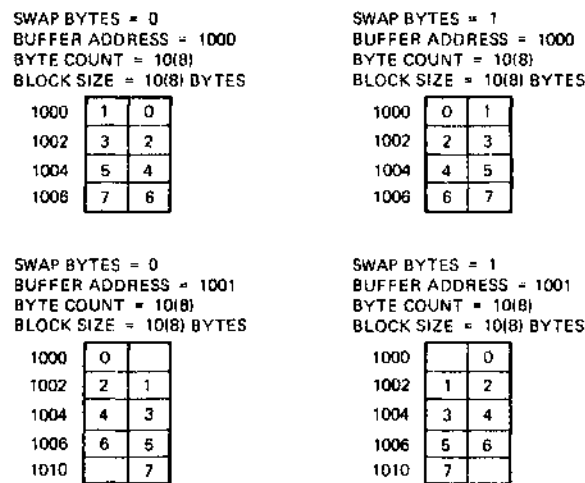 SWAP BYTES = 0
BUFFER ADDRESS = 1000
BYTE COUNT = 10(8)
BLOCK SIZE = 10(8) BYTES
1000 1 0
1002 3 2
1004 5 4
1006 7 6
SWAP BYTES = 1
BUFFER ADDRESS = 1000
BYTE COUNT = 10(8)
BLOCK SIZE = 10(8) BYTES
1000 0 1
1002 2 3
1004 4 5
1006 6 7
SWAP BYTES = 0
BUFFER ADDRESS = 1001
BYTE COUNT = 10(8)
BLOCK SIZE = 10(8) BYTES
1000 0
1002 2 1
1004 4 3
1006 6 5
1010 7
SWAP BYTES = 1
BUFFER ADDRESS = 1001
BYTE COUNT = 10(8)
BLOCK SIZE = 10(8) BYTES
1000 0
1002 1 2
1004 3 4
1006 5 6
1010 7